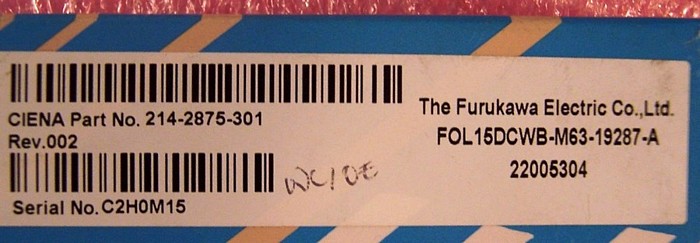 CIENA Part No. 214-2875-301
Rev.002
Serial No. C2H0M15
The Furukawa Electric Co.,Ltd.
FOL15DCWB-M63-19287-A
22005304